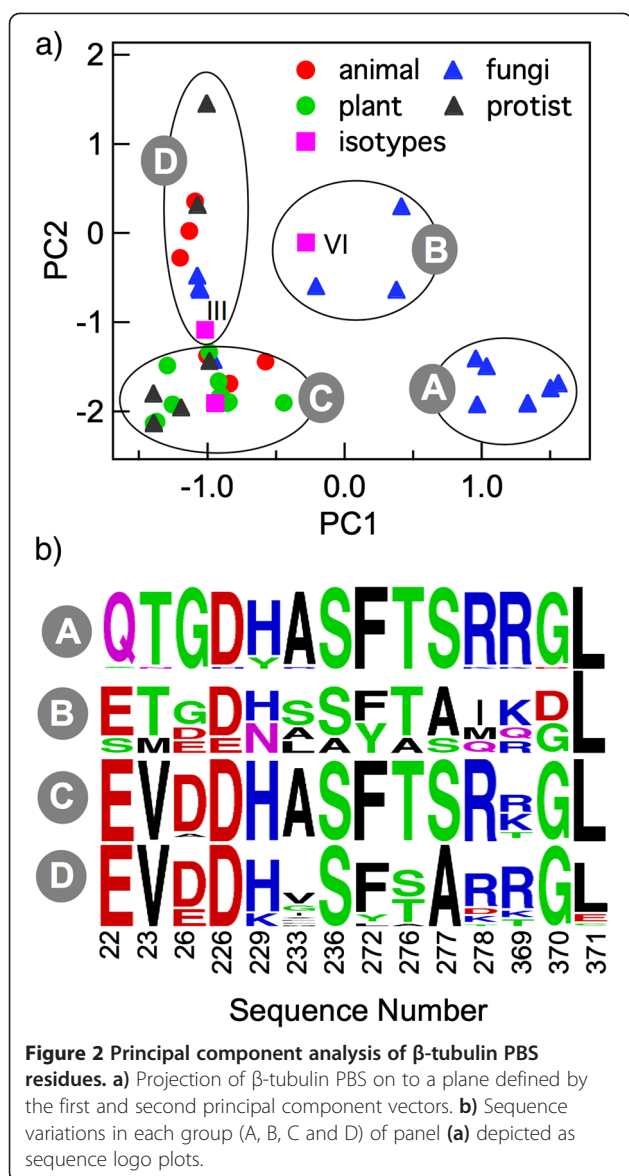 a)
animal fungi
plant protist
isotypes
2
1
0
-1
-2
PC2
D
B
VI
III
C
A
-1.0 0.0 1.0
PC1
b)
A QTGDHASFTSRRGL
Y
B ETGDHSSFTAIKDL
D A M Q
SMEENLAYASQRG
C EVDDHASFTSRRGL
K
D EVDDHVSFSARRGL
E K Y T
22 23 26 226 229 233 236 272 276 277 278 369 370 371
Sequence Number
Figure 2 Principal component analysis of β-tubulin PBS
residues. a) Projection of β-tubulin PBS on to a plane defined by
the first and second principal component vectors. b) Sequence
variations in each group (A, B, C and D) of panel (a) depicted as
sequence logo plots.